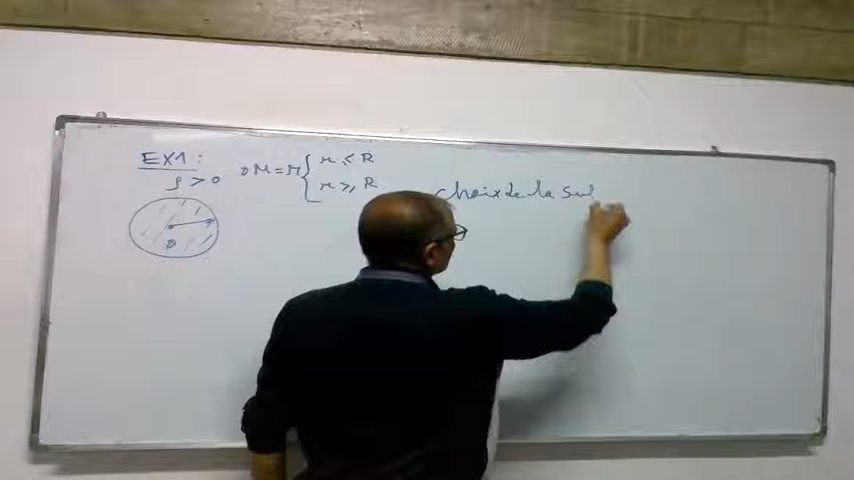 EX1:
ρ > 0
OM = r { r ≤ R
r ≥ R
O
choix de la Sur